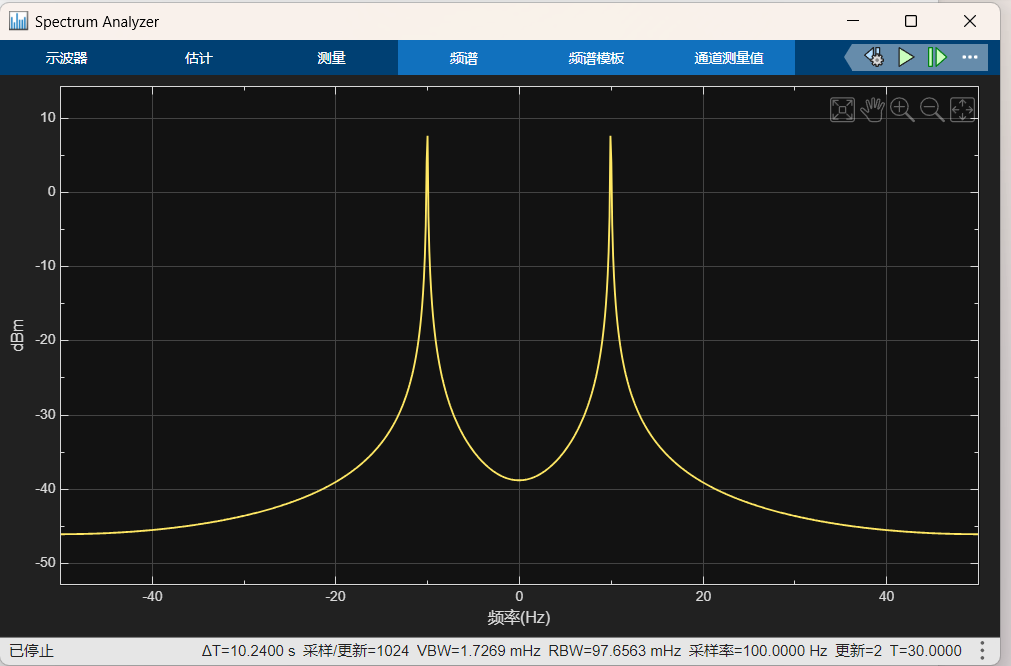 Spectrum Analyzer
示波器 估计 测量 频谱 频谱模板 通道测量值
10
0
-10
-20
-30
-40
-50
dBm
-40 -20 0 20 40
频率(Hz)
已停止 ΔT=10.2400 s 采样/更新=1024 VBW=1.7269 mHz RBW=97.6563 mHz 采样率=100.0000 Hz 更新=2 T=30.0000